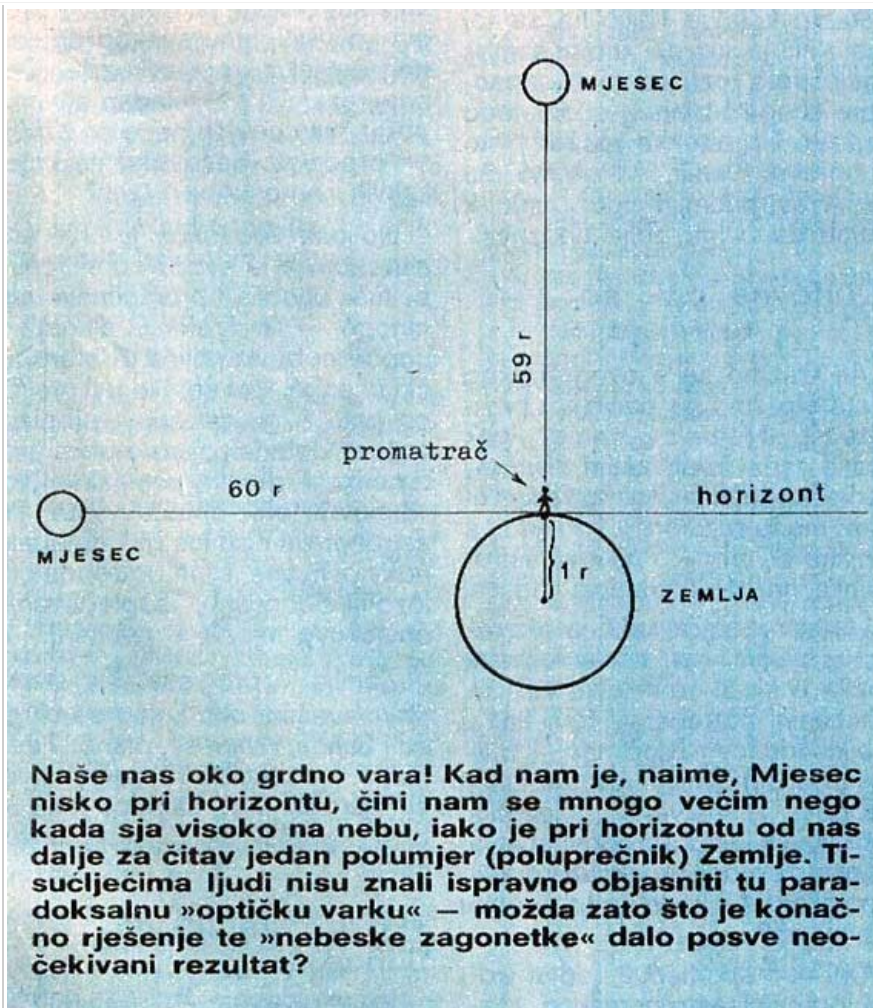 MJESEC
59 r
promatrač
60 r
horizont
MJESEC
1 r
ZEMLJA
Naše nas oko grdno vara! Kad nam je, naime, Mjesec
nisko pri horizontu, čini nam se mnogo većim nego
kada sja visoko na nebu, iako je pri horizontu od nas
dalje za čitav jedan polumjer (poluprečnik) Zemlje. Ti-
sućljećima ljudi nisu znali ispravno objasniti tu para-
doksalnu »optičku varku« — možda zato što je konač-
no rješenje te »nebeske zagonetke« dalo posve neo-
čekivani rezultat?